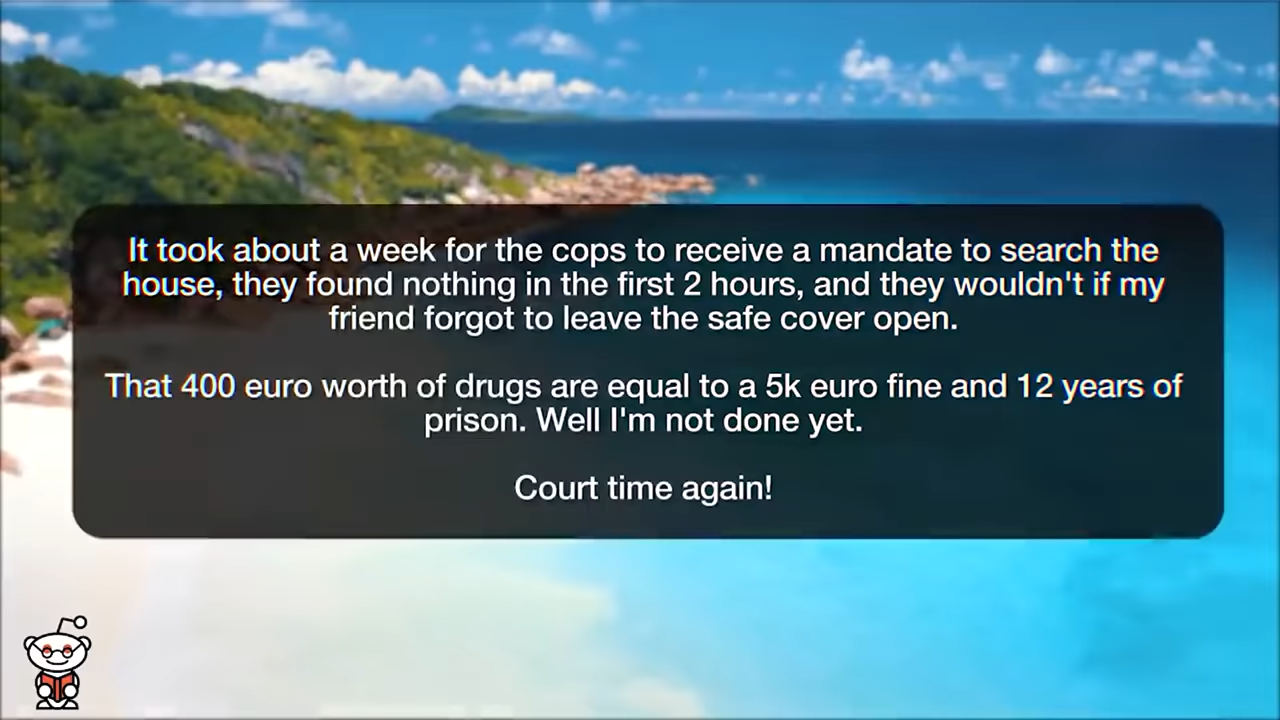 It took about a week for the cops to receive a mandate to search the
house, they found nothing in the first 2 hours, and they wouldn't if my
friend forgot to leave the safe cover open.
That 400 euro worth of drugs are equal to a 5k euro fine and 12 years of
prison. Well I'm not done yet.
Court time again!